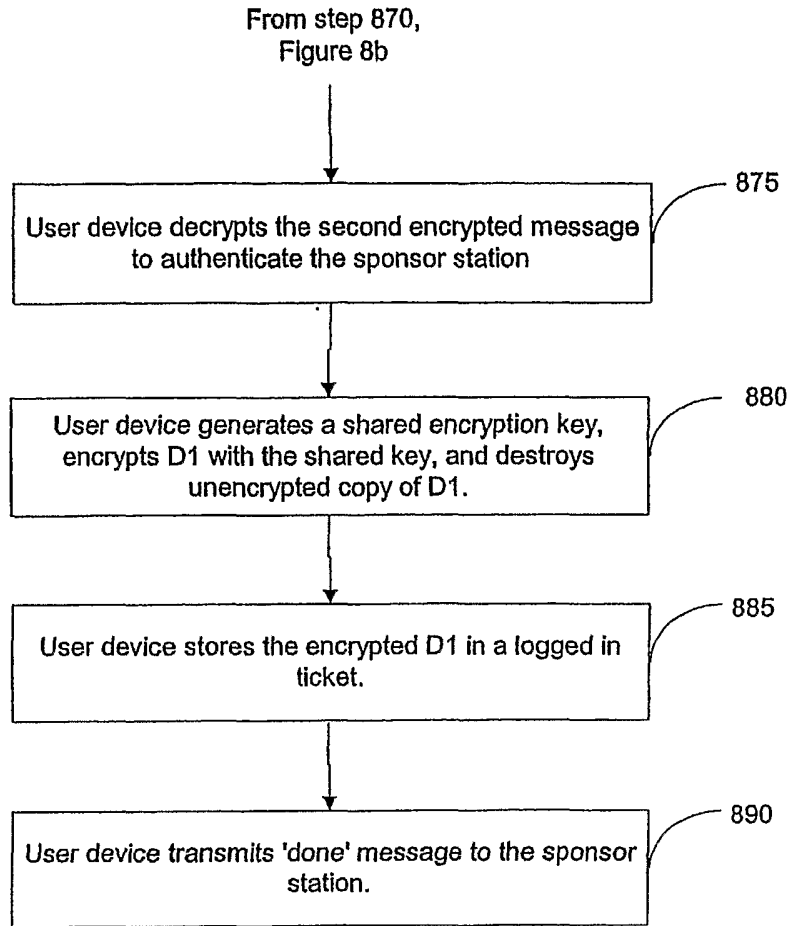 From step 870,
Figure 8b
875
User device decrypts the second encrypted message
to authenticate the sponsor station
880
User device generates a shared encryption key,
encrypts D1 with the shared key, and destroys
unencrypted copy of D1.
885
User device stores the encrypted D1 in a logged in
ticket.
890
User device transmits 'done' message to the sponsor
station.